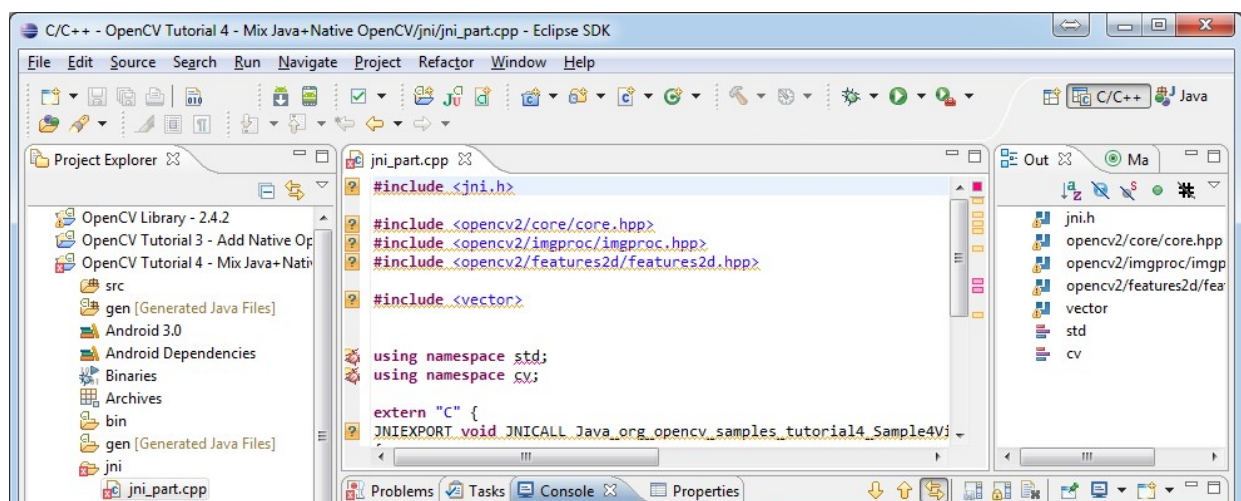 C/C++ - OpenCV Tutorial 4 - Mix Java+Native OpenCV/jni/jni_part.cpp - Eclipse SDK
File Edit Source Search Run Navigate Project Refactor Window Help
C/C++ Java
Project Explorer
OpenCV Library - 2.4.2
OpenCV Tutorial 3 - Add Native Op
OpenCV Tutorial 4 - Mix Java+Nativ
src
gen [Generated Java Files]
Android 3.0
Android Dependencies
Binaries
Archives
bin
gen [Generated Java Files]
jni
jni_part.cpp
jni_part.cpp
#include <jni.h>
#include <opencv2/core/core.hpp>
#include <opencv2/imgproc/imgproc.hpp>
#include <opencv2/features2d/features2d.hpp>
#include <vector>
using namespace std;
using namespace cv;
extern "C" {
JNIEXPORT void JNICALL Java_org_opencv_samples_tutorial4_Sample4Vi
Out Ma
jni.h
opencv2/core/core.hpp
opencv2/imgproc/imgp
opencv2/features2d/fea
vector
std
cv
Problems Tasks Console Properties